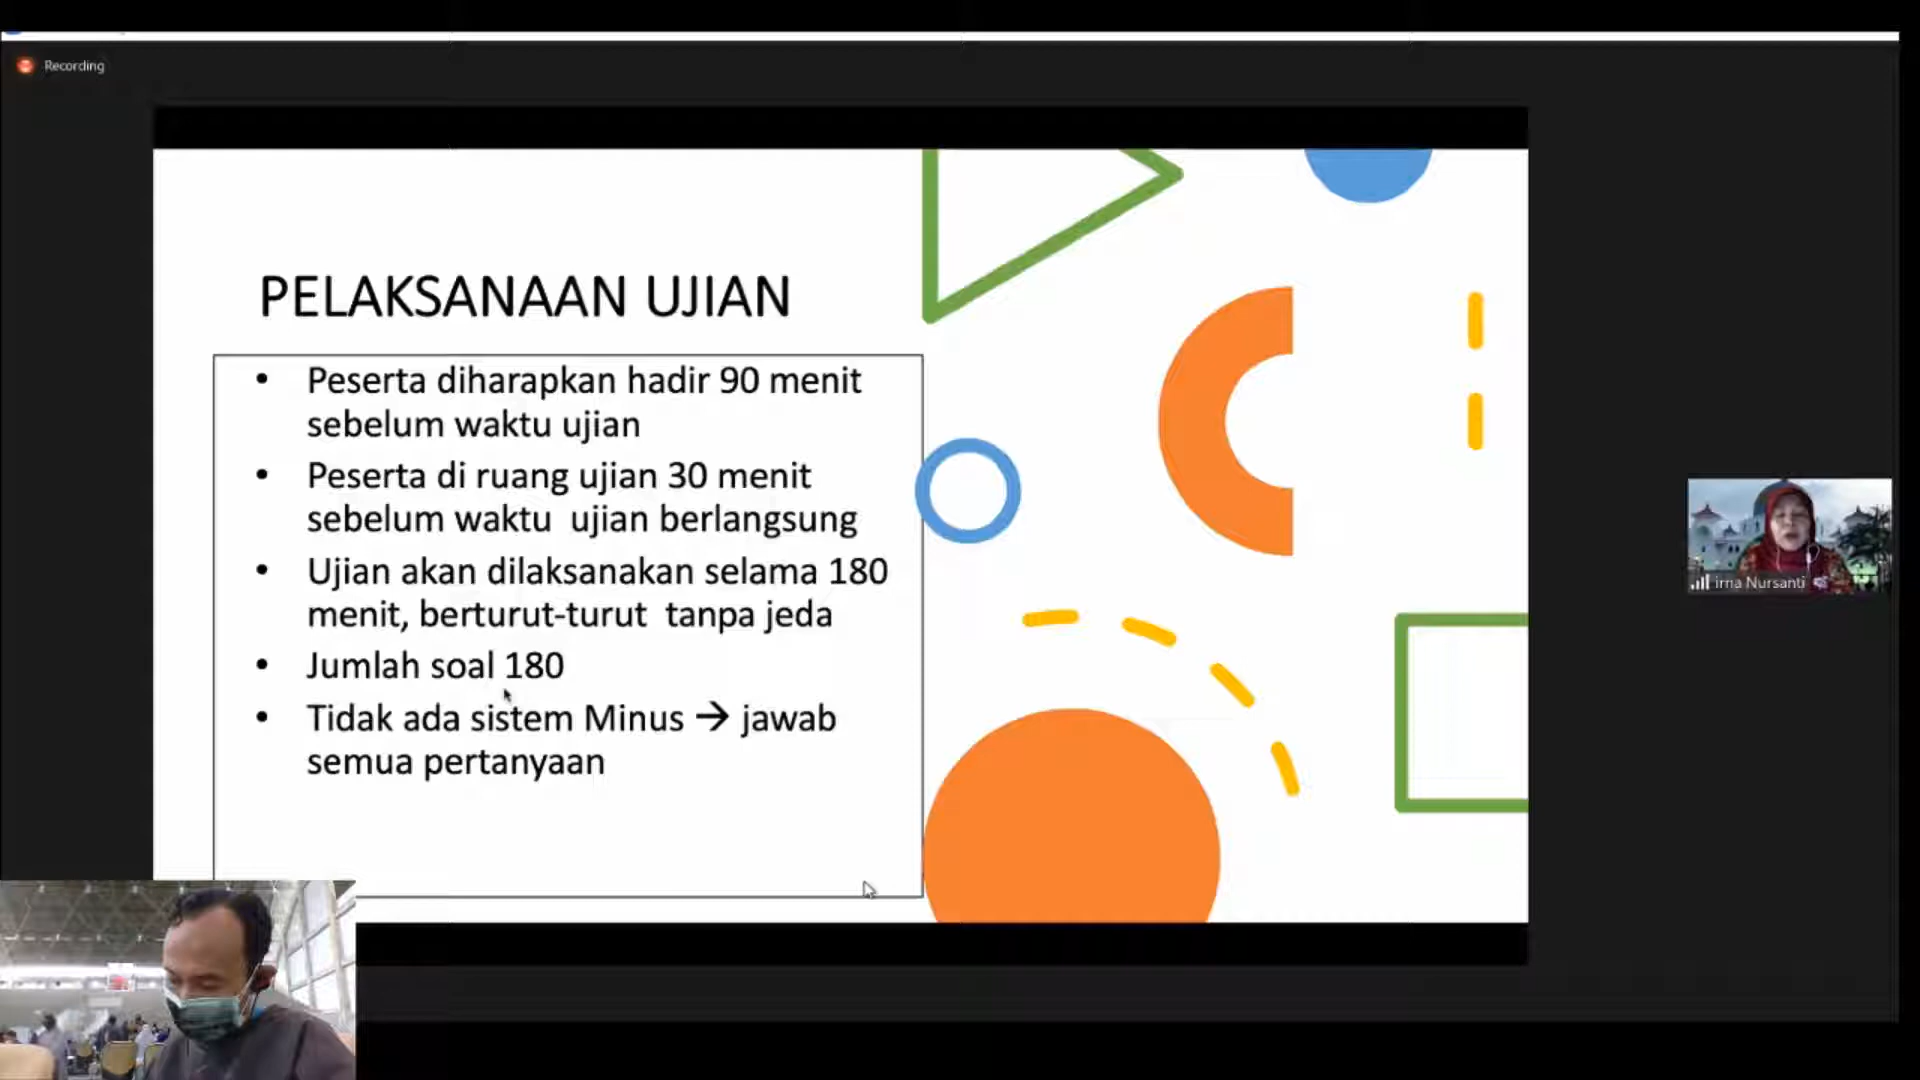 Recording
PELAKSANAAN UJIAN
• Peserta diharapkan hadir 90 menit
sebelum waktu ujian
• Peserta di ruang ujian 30 menit
sebelum waktu ujian berlangsung
• Ujian akan dilaksanakan selama 180
menit, berturut-turut tanpa jeda
• Jumlah soal 180
• Tidak ada sistem Minus → jawab
semua pertanyaan
irna Nursanti